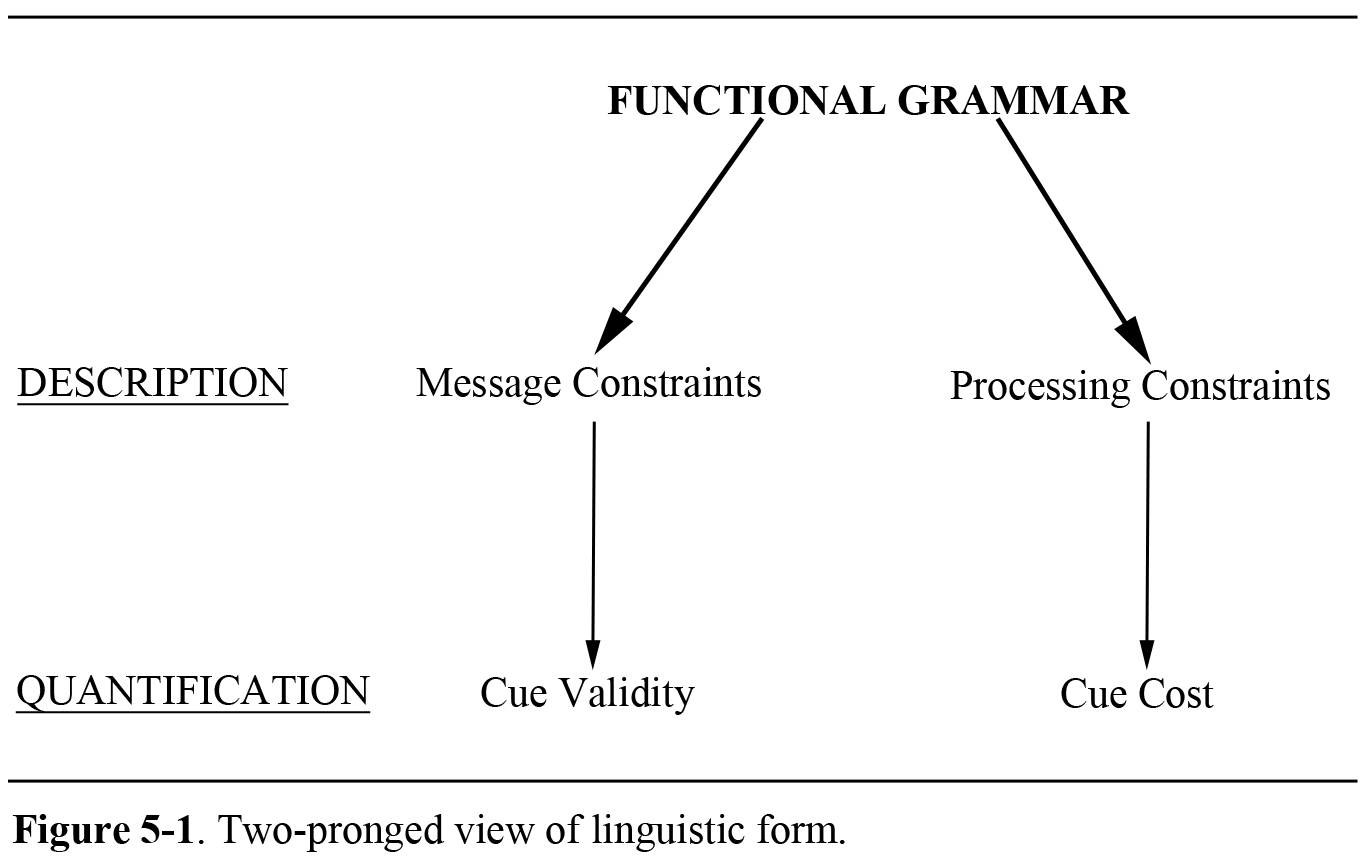 FUNCTIONAL GRAMMAR
DESCRIPTION Message Constraints Processing Constraints
QUANTIFICATION Cue Validity Cue Cost
Figure 5-1. Two-pronged view of linguistic form.